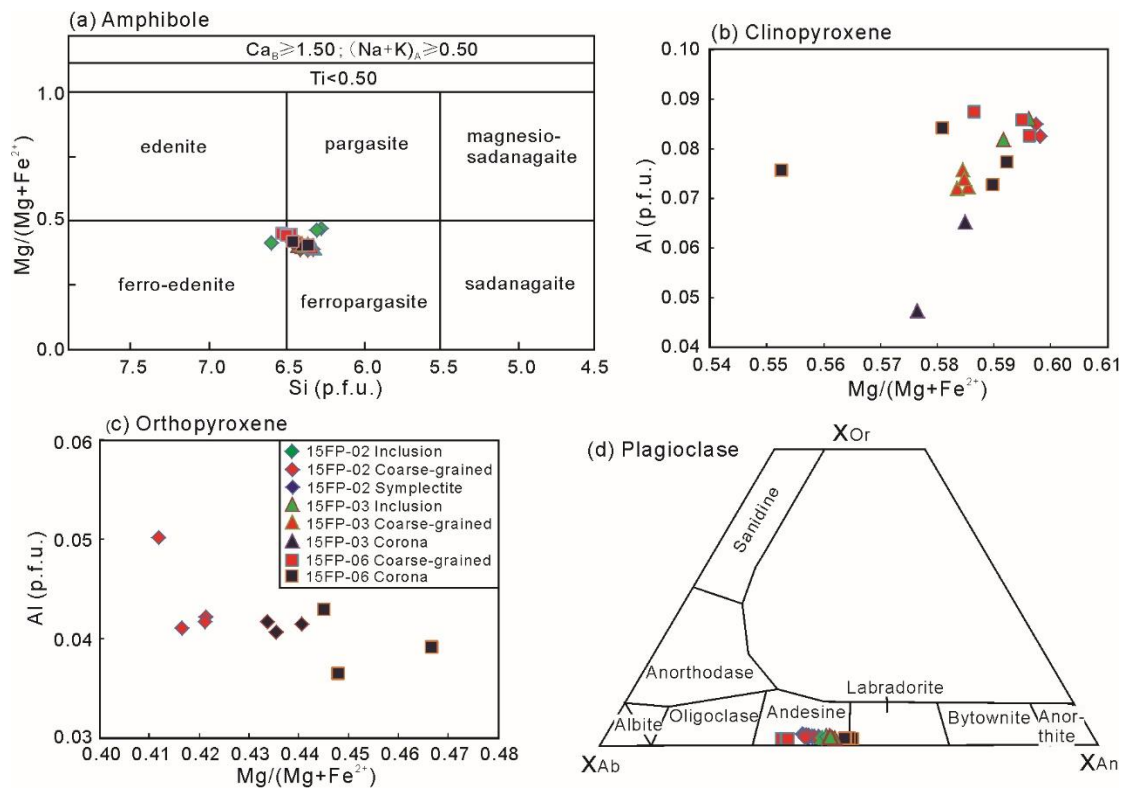 (a) Amphibole
Ca_B≥1.50; (Na+K)_A≥0.50
Ti<0.50
1.0
0.5
0.0
Mg/(Mg+Fe²⁺)
edenite
pargasite
magnesio-
sadanagaite
ferro-edenite
ferropargasite
sadanagaite
7.5 7.0 6.5 6.5 5.5 5.0 4.5
Si (p.f.u.)
(b) Clinopyroxene
0.10
0.09
0.08
0.07
0.06
0.05
0.04
Al (p.f.u.)
0.54 0.55 0.56 0.57 0.58 0.59 0.60 0.61
Mg/(Mg+Fe²⁺)
(c) Orthopyroxene
0.06
0.05
0.04
0.03
Al (p.f.u.)
15FP-02 Inclusion
15FP-02 Coarse-grained
15FP-02 Symplectite
15FP-03 Inclusion
15FP-03 Coarse-grained
15FP-03 Corona
15FP-06 Coarse-grained
15FP-06 Corona
0.40 0.41 0.42 0.43 0.44 0.45 0.46 0.47 0.48
Mg/(Mg+Fe²⁺)
(d) Plagioclase
X_Or
Sanidine
Anorthodase
Labradorite
Albite
Oligoclase
Andesine
Bytownite
Anor-
thite
X_Ab
X_An